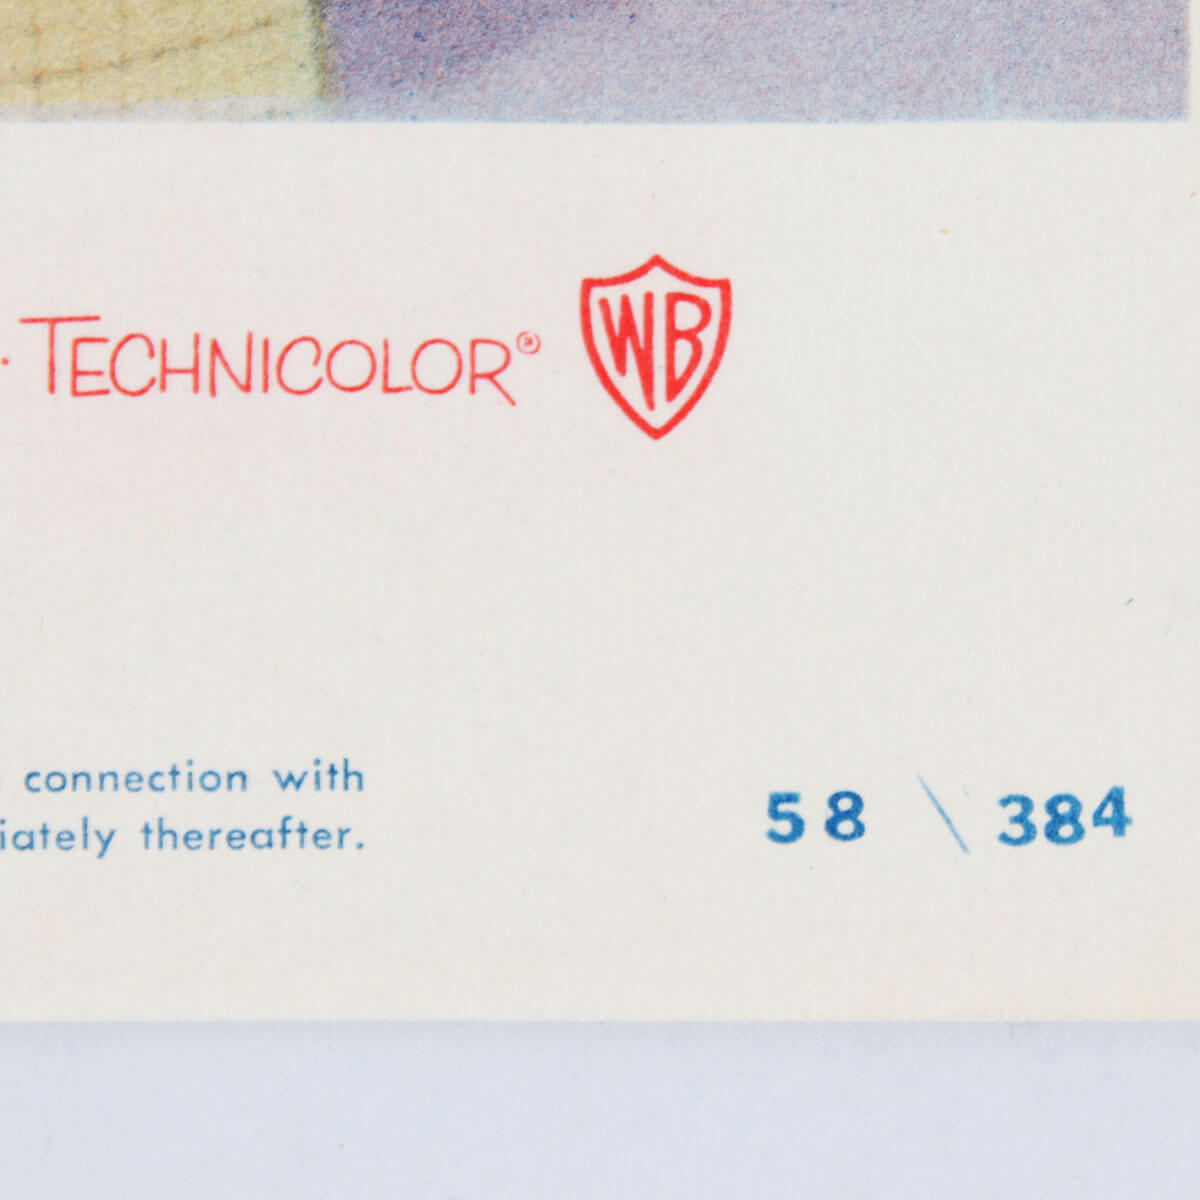 · TECHNICOLOR®
WB
connection with
iately thereafter.
58 \ 384